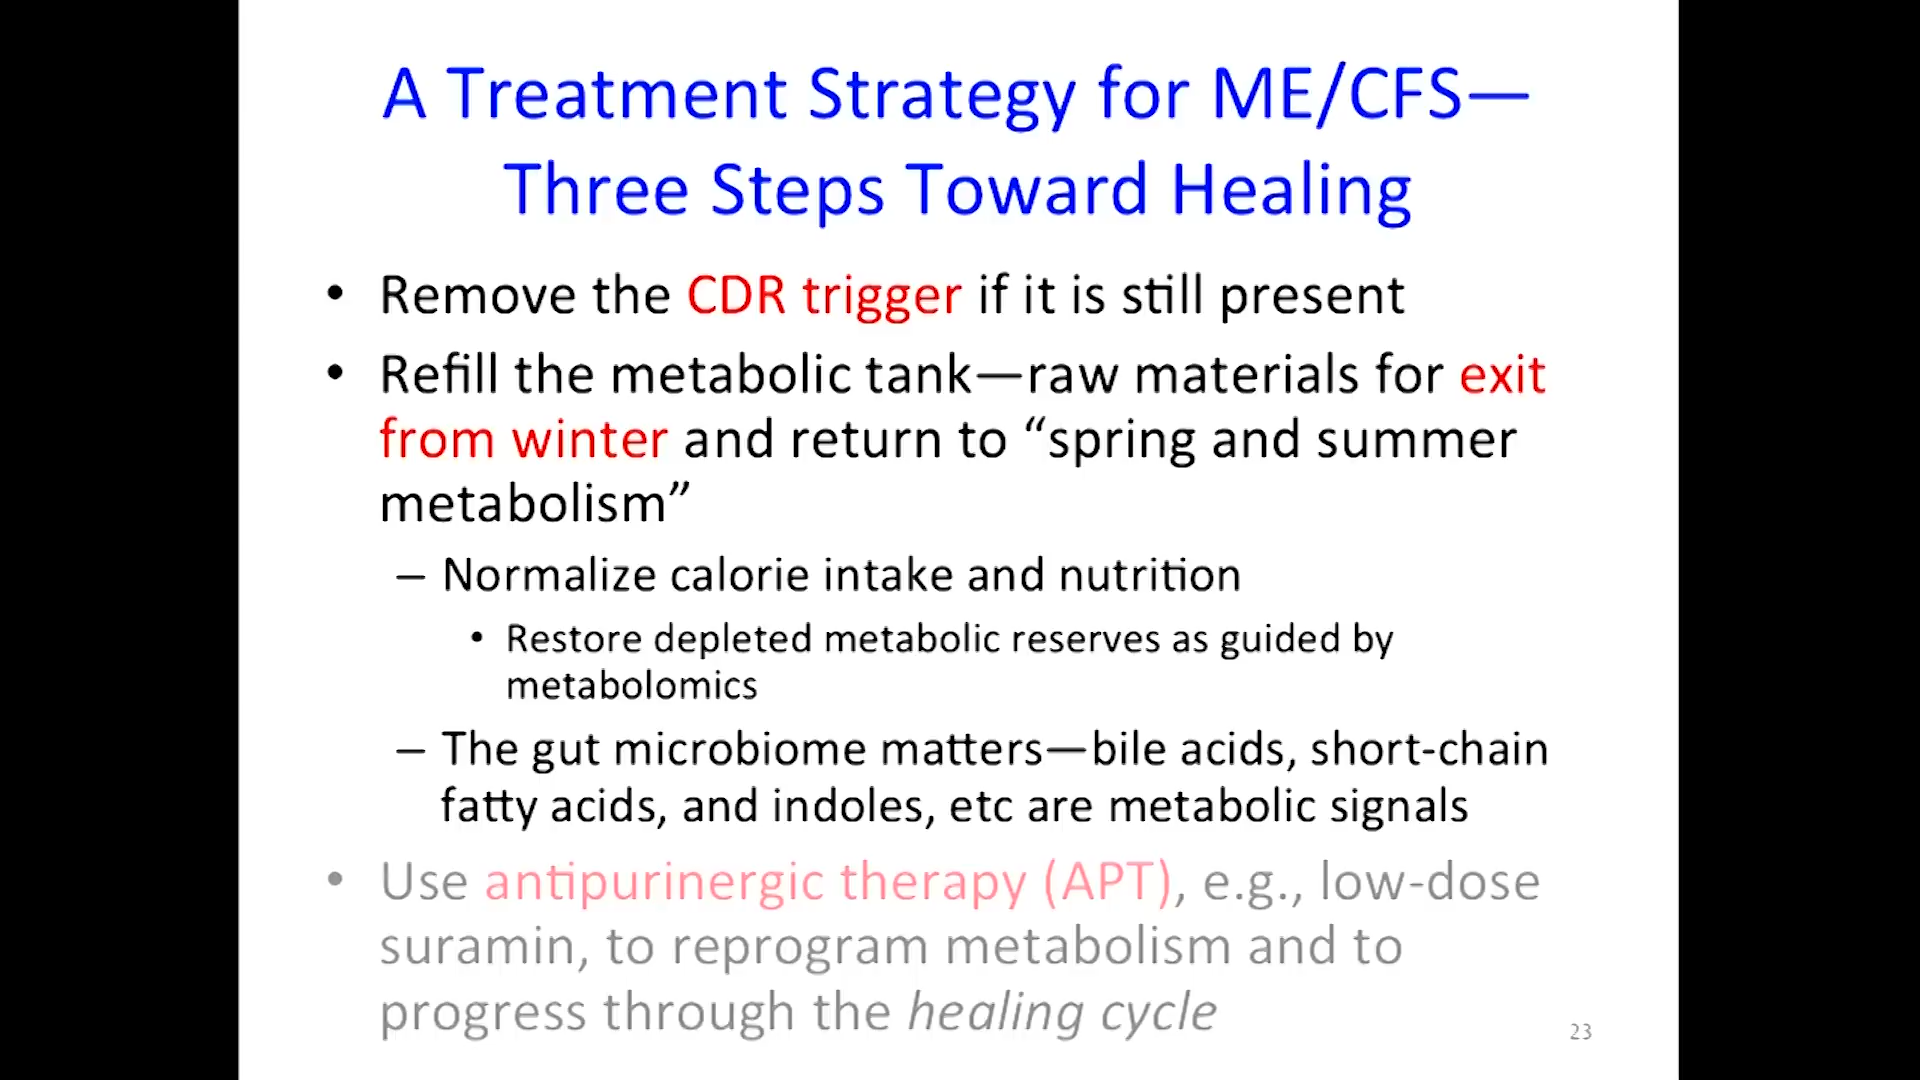 A Treatment Strategy for ME/CFS—
Three Steps Toward Healing
• Remove the CDR trigger if it is still present
• Refill the metabolic tank—raw materials for exit
from winter and return to “spring and summer
metabolism”
– Normalize calorie intake and nutrition
• Restore depleted metabolic reserves as guided by
metabolomics
– The gut microbiome matters—bile acids, short-chain
fatty acids, and indoles, etc are metabolic signals
• Use antipurinergic therapy (APT), e.g., low-dose
suramin, to reprogram metabolism and to
progress through the healing cycle
23